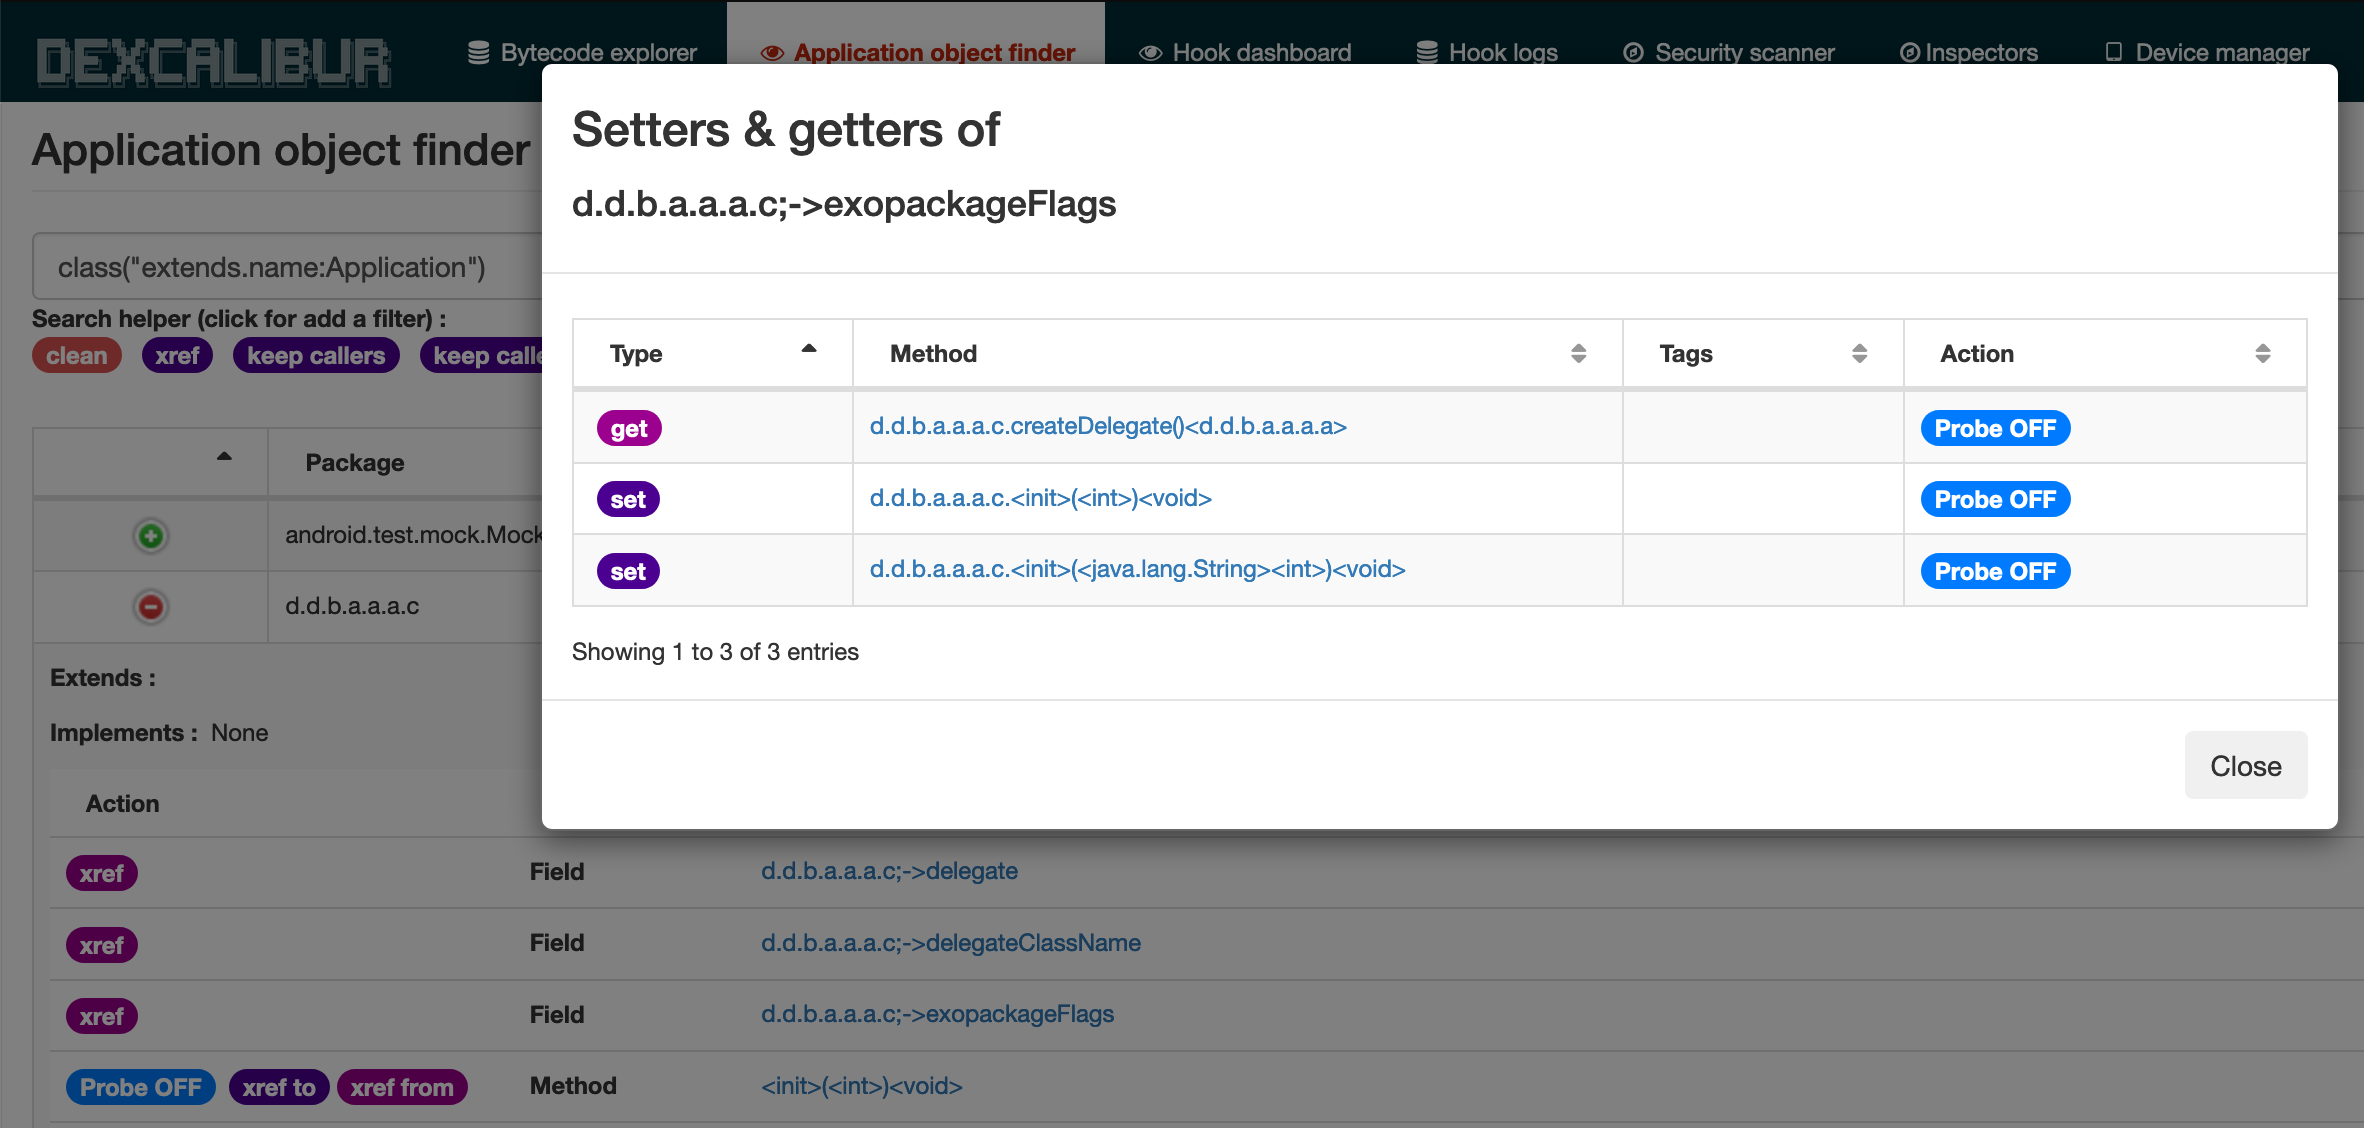 DEXCALIBUR
Bytecode explorer
Application object finder
Hook dashboard
Hook logs
Security scanner
Inspectors
Device manager
Application object finder
class("extends.name:Application")
Search helper (click for add a filter) :
clean xref keep callers keep calle
Package
android.test.mock.Mock
d.d.b.a.a.a.c
Extends :
Implements : None
Action
xref Field d.d.b.a.a.a.c;->delegate
xref Field d.d.b.a.a.a.c;->delegateClassName
xref Field d.d.b.a.a.a.c;->exopackageFlags
Probe OFF xref to xref from Method <init>(<int>)<void>
Setters & getters of
d.d.b.a.a.a.c;->exopackageFlags
Type Method Tags Action
get d.d.b.a.a.a.c.createDelegate()<d.d.b.a.a.a.a> Probe OFF
set d.d.b.a.a.a.c.<init>(<int>)<void> Probe OFF
set d.d.b.a.a.a.c.<init>(<java.lang.String><int>)<void> Probe OFF
Showing 1 to 3 of 3 entries
Close